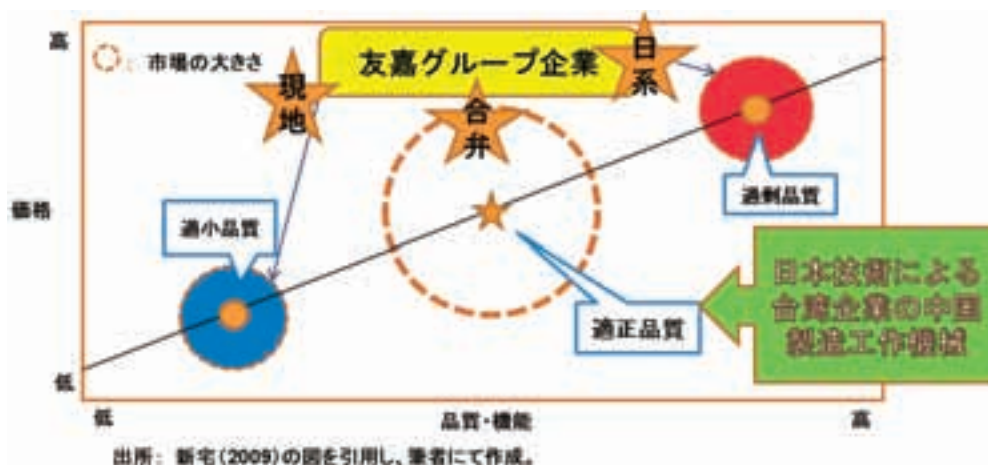 高
: 市場の大きさ
友嘉グループ企業
日系
現地
合弁
過剰品質
価格
過小品質
日本技術による
台湾企業の中国
製造工作機械
適正品質
低
低
品質・機能
高
出所： 新宅（2009）の図を引用し、筆者にて作成。